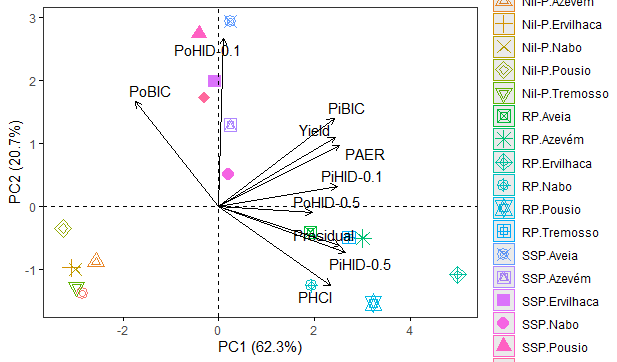 3
2
1
0
-1
-2
0
2
4
PC2 (20.7%)
PC1 (62.3%)
PoHID-0.1
PoBIC
PiBIC
Yield
PAER
PiHID-0.1
PoHID-0.5
Presidual
PiHID-0.5
PHCl
Nil-P.Azevém
Nil-P.Ervilhaca
Nil-P.Nabo
Nil-P.Pousio
Nil-P.Tremosso
RP.Aveia
RP.Azevém
RP.Ervilhaca
RP.Nabo
RP.Pousio
RP.Tremosso
SSP.Aveia
SSP.Azevém
SSP.Ervilhaca
SSP.Nabo
SSP.Pousio